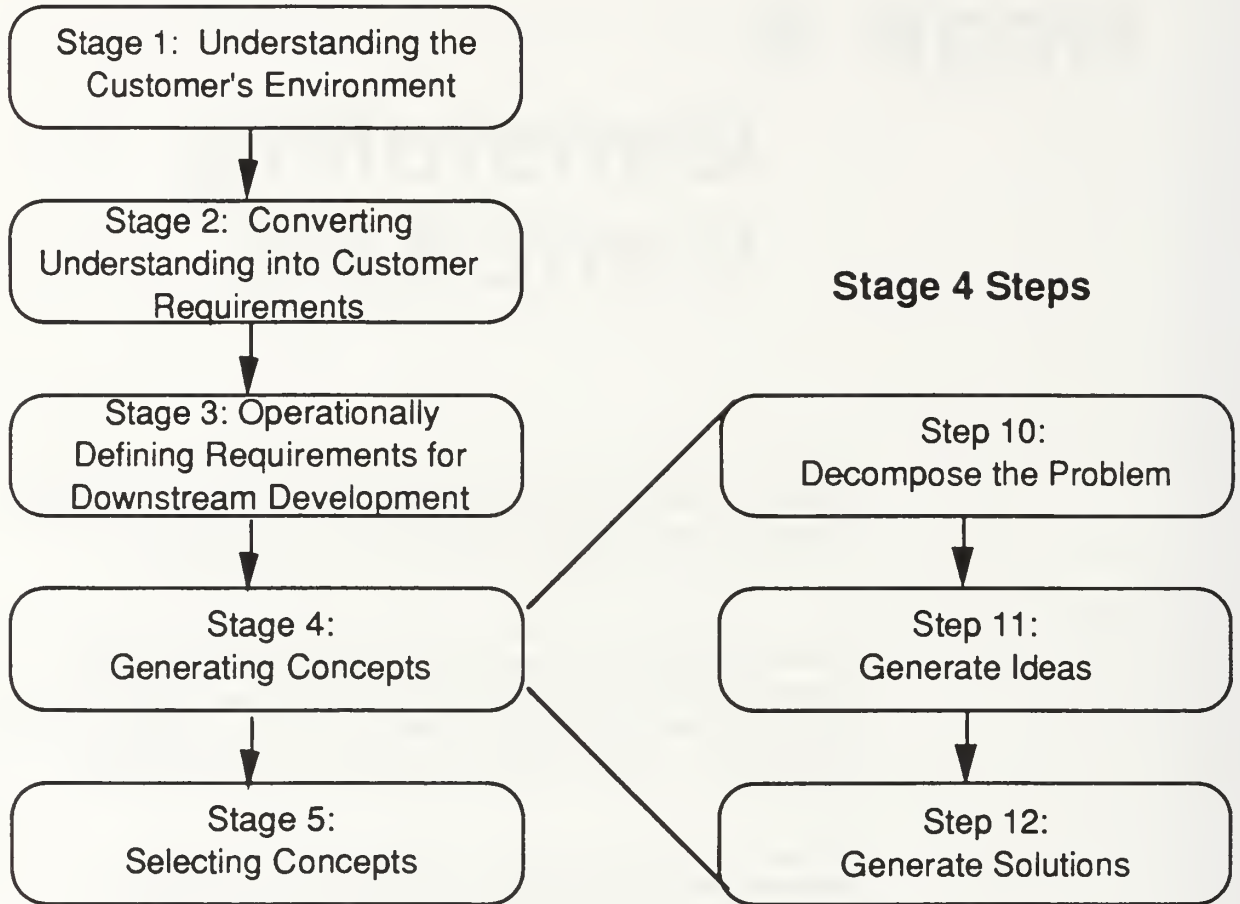 Stage 1: Understanding the
Customer's Environment
Stage 2: Converting
Understanding into Customer
Requirements
Stage 3: Operationally
Defining Requirements for
Downstream Development
Stage 4:
Generating Concepts
Stage 5:
Selecting Concepts
Stage 4 Steps
Step 10:
Decompose the Problem
Step 11:
Generate Ideas
Step 12:
Generate Solutions